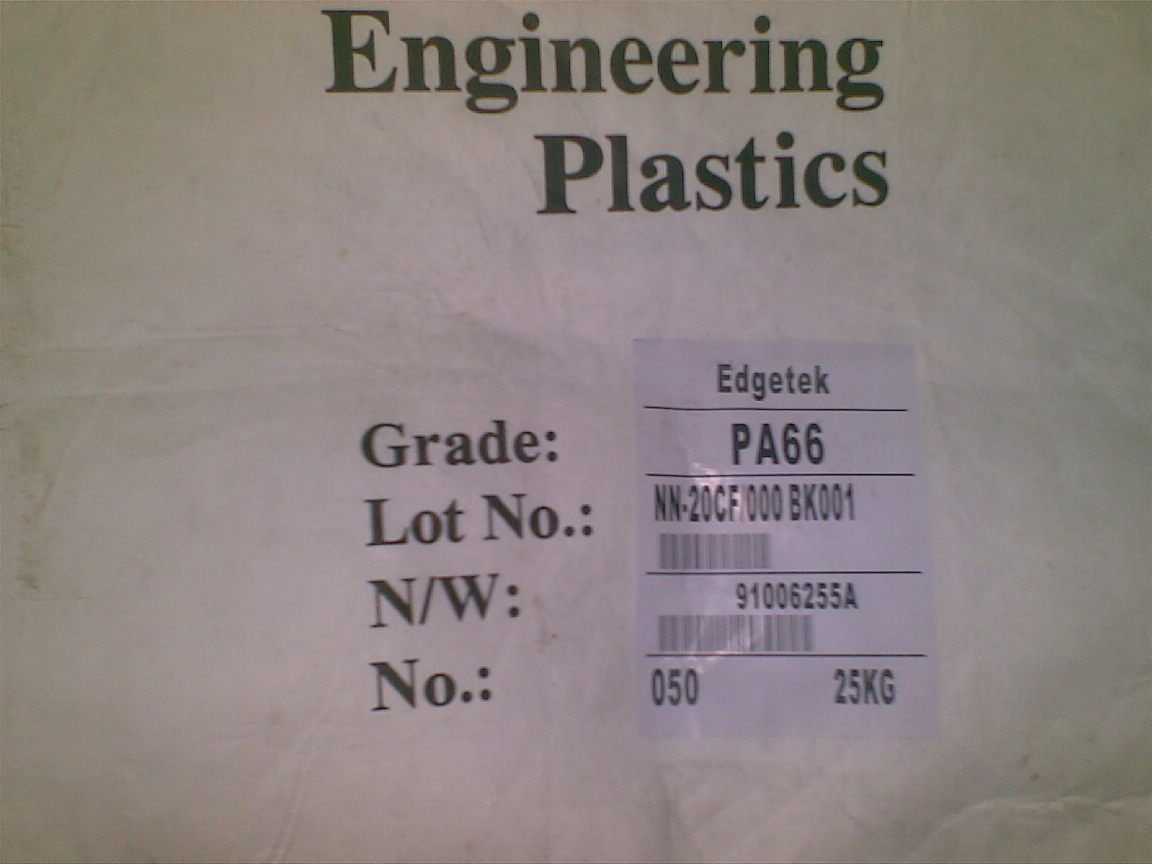 Engineering
Plastics
Edgetek
Grade: PA66
Lot No.: NN-20CF/000 BK001
N/W: 91006255A
No.: 050 25KG